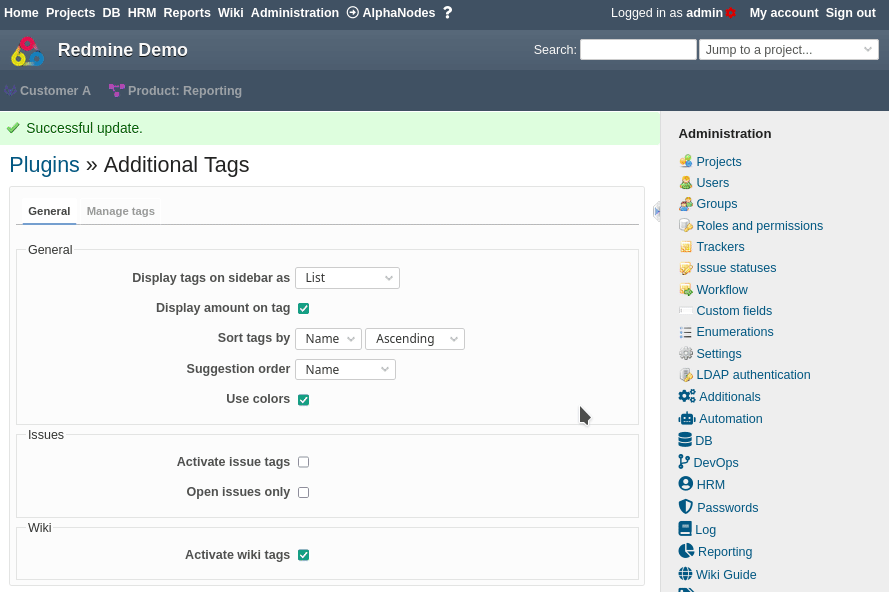 Home Projects DB HRM Reports Wiki Administration AlphaNodes ? Logged in as admin My account Sign out
Redmine Demo Search: Jump to a project...
Customer A Product: Reporting
Successful update.
Plugins » Additional Tags
General Manage tags
General
Display tags on sidebar as List
Display amount on tag
Sort tags by Name Ascending
Suggestion order Name
Use colors
Issues
Activate issue tags
Open issues only
Wiki
Activate wiki tags
Administration
Projects
Users
Groups
Roles and permissions
Trackers
Issue statuses
Workflow
Custom fields
Enumerations
Settings
LDAP authentication
Additionals
Automation
DB
DevOps
HRM
Passwords
Log
Reporting
Wiki Guide